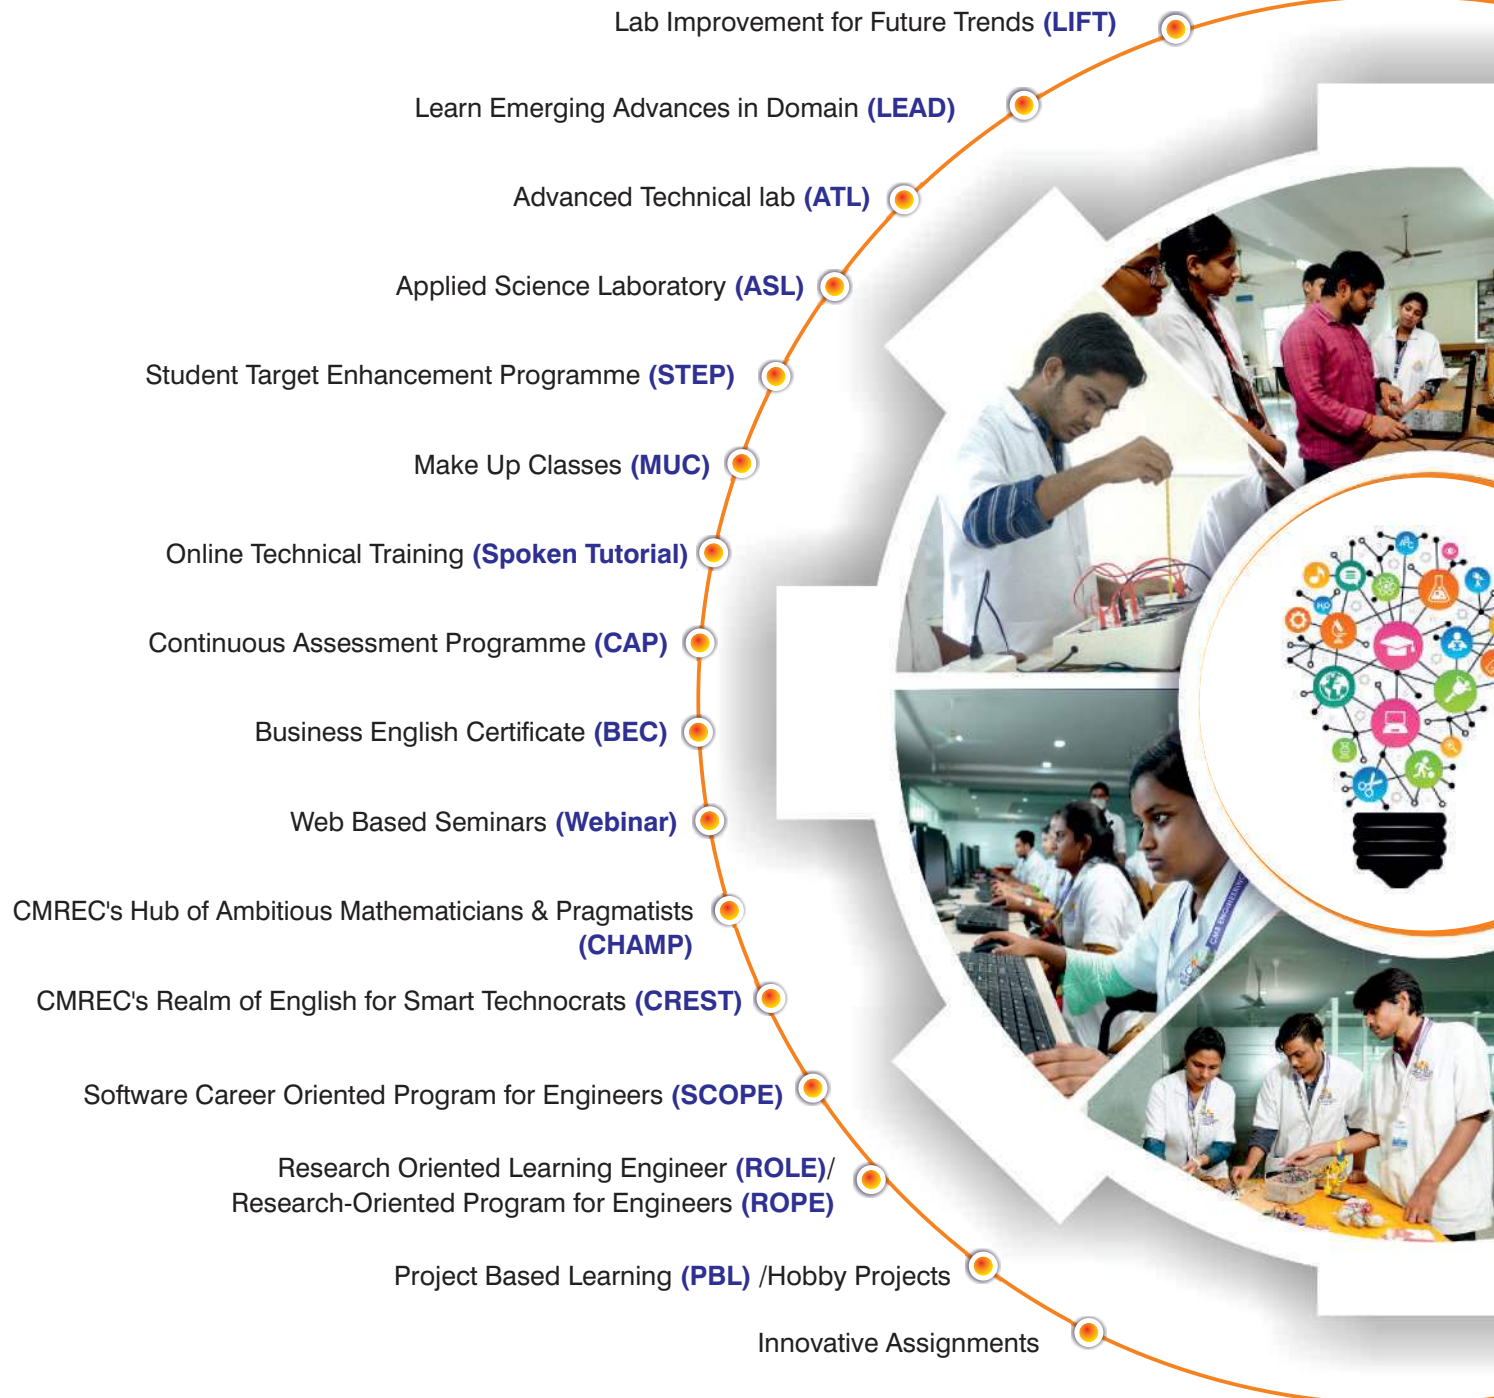 Lab Improvement for Future Trends (LIFT)
Learn Emerging Advances in Domain (LEAD)
Advanced Technical lab (ATL)
Applied Science Laboratory (ASL)
Student Target Enhancement Programme (STEP)
Make Up Classes (MUC)
Online Technical Training (Spoken Tutorial)
Continuous Assessment Programme (CAP)
Business English Certificate (BEC)
Web Based Seminars (Webinar)
CMREC's Hub of Ambitious Mathematicians & Pragmatists
(CHAMP)
CMREC's Realm of English for Smart Technocrats (CREST)
Software Career Oriented Program for Engineers (SCOPE)
Research Oriented Learning Engineer (ROLE)/
Research-Oriented Program for Engineers (ROPE)
Project Based Learning (PBL) /Hobby Projects
Innovative Assignments
H₂O
CMR ENGINEERING